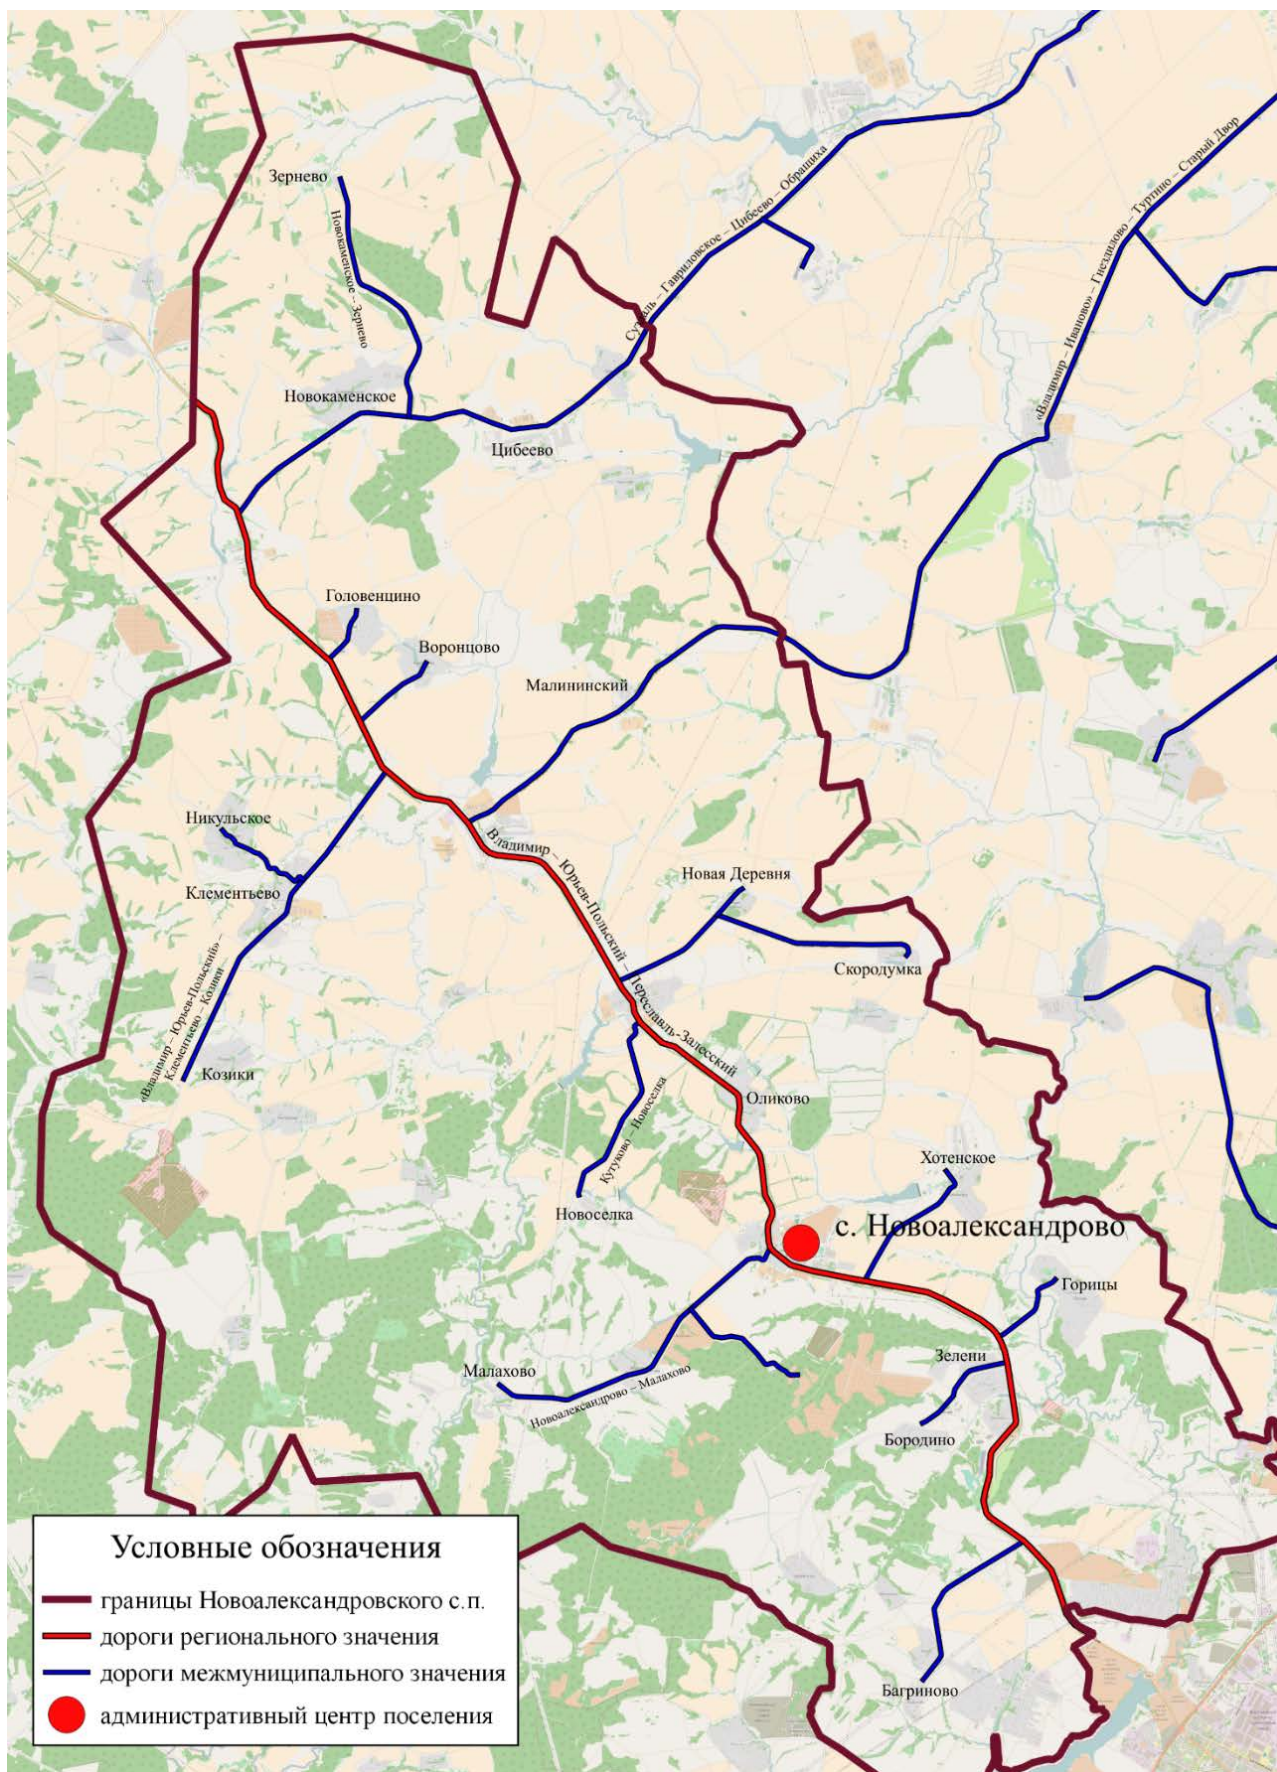 Зернево
Новокаменское – Зернево
Суздаль – Гавриловское – Цибеево – Обращиха
«Владимир – Иваново» – Гнездилово – Туртино – Старый Двор
Новокаменское
Цибеево
Головенцино
Воронцово
Малининский
Никульское
Клементьево
Владимир – Юрьев-Польский – Переславль-Залесский
Новая Деревня
Скородумка
«Владимир – Юрьев-Польский» –
Клементьево – Козики
Козики
Оликово
Кутуково – Новоселка
Новоселка
Хотенское
с. Новоалександрово
Горицы
Зелени
Малахово
Новоалександрово – Малахово
Бородино
Багриново
Условные обозначения
границы Новоалександровского с.п.
дороги регионального значения
дороги межмуниципального значения
административный центр поселения